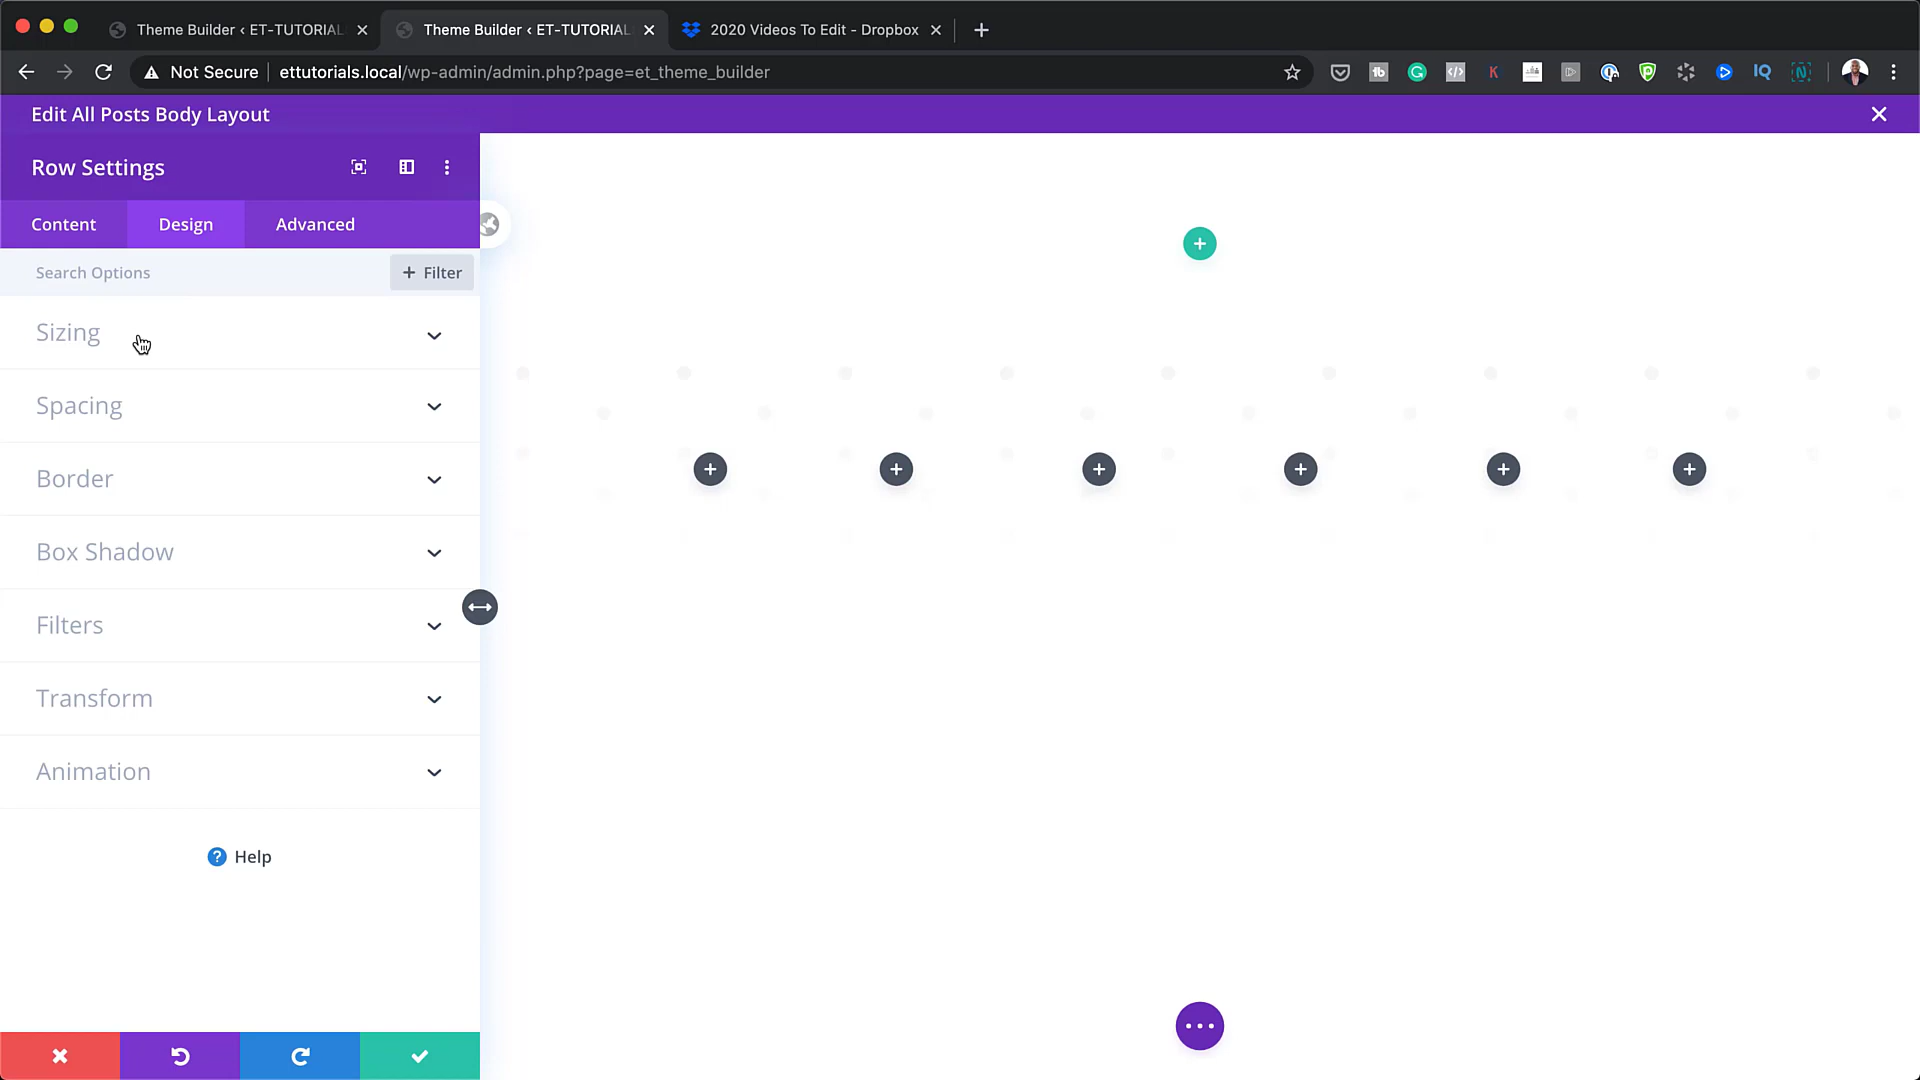 Theme Builder ‹ ET-TUTORIAL
Theme Builder ‹ ET-TUTORIAL
2020 Videos To Edit - Dropbox
Not Secure
ettutorials.local/wp-admin/admin.php?page=et_theme_builder
IQ
Edit All Posts Body Layout
Row Settings
Content
Design
Advanced
Search Options
+ Filter
Sizing
Spacing
Border
Box Shadow
Filters
Transform
Animation
? Help